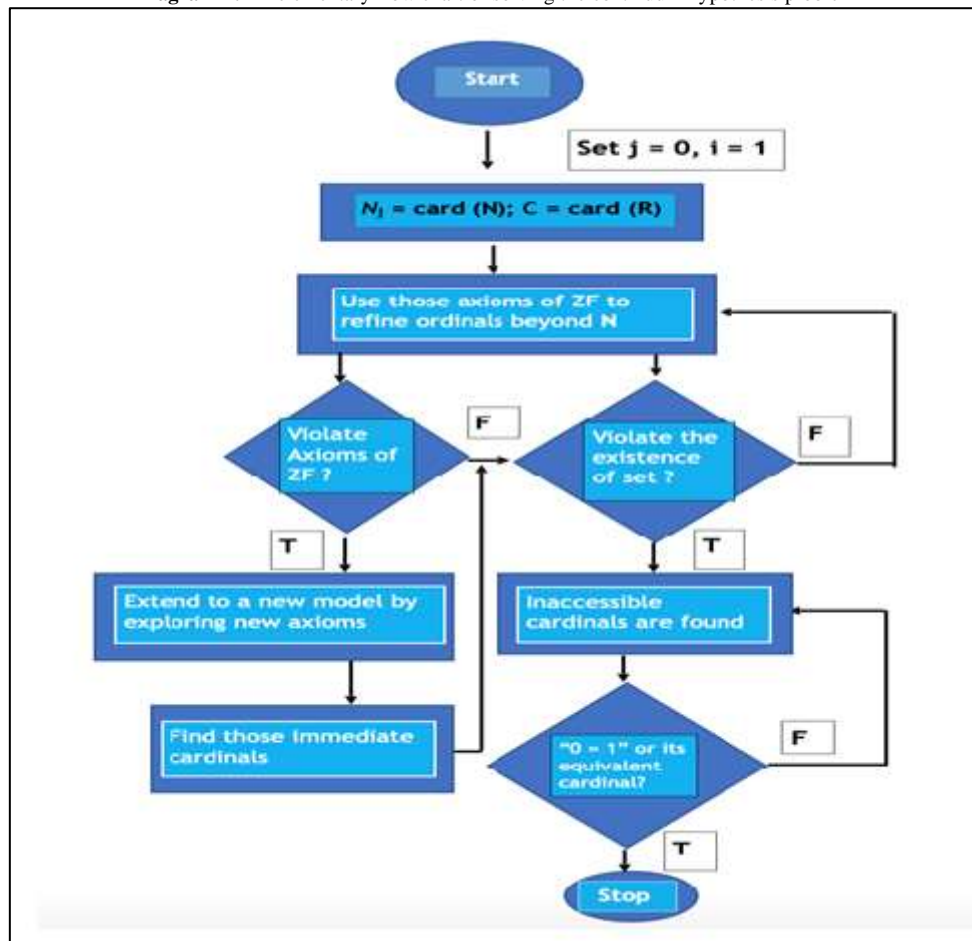 Start
Set j = 0, i = 1
Nj = card (N); C = card (R)
Use those axioms of ZF to
refine ordinals beyond N
Violate
Axioms of
ZF ?
F
Violate the
existence
of set ?
F
T
T
Extend to a new model by
exploring new axioms
Inaccessible
cardinals are found
Find those immediate
cardinals
"0 = 1" or its
equivalent
cardinal?
F
T
Stop